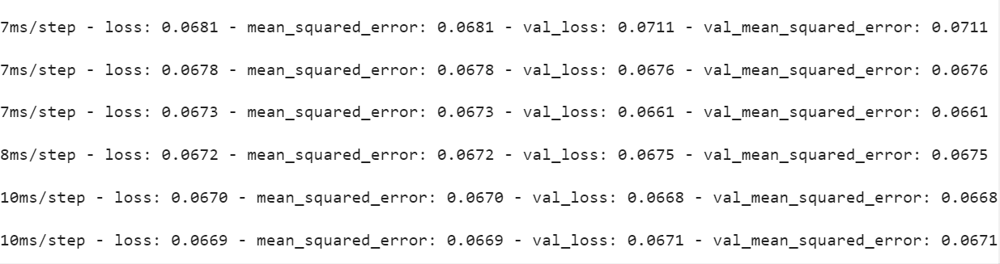 7ms/step - loss: 0.0681 - mean_squared_error: 0.0681 - val_loss: 0.0711 - val_mean_squared_error: 0.0711
7ms/step - loss: 0.0678 - mean_squared_error: 0.0678 - val_loss: 0.0676 - val_mean_squared_error: 0.0676
7ms/step - loss: 0.0673 - mean_squared_error: 0.0673 - val_loss: 0.0661 - val_mean_squared_error: 0.0661
8ms/step - loss: 0.0672 - mean_squared_error: 0.0672 - val_loss: 0.0675 - val_mean_squared_error: 0.0675
10ms/step - loss: 0.0670 - mean_squared_error: 0.0670 - val_loss: 0.0668 - val_mean_squared_error: 0.0668
10ms/step - loss: 0.0669 - mean_squared_error: 0.0669 - val_loss: 0.0671 - val_mean_squared_error: 0.0671